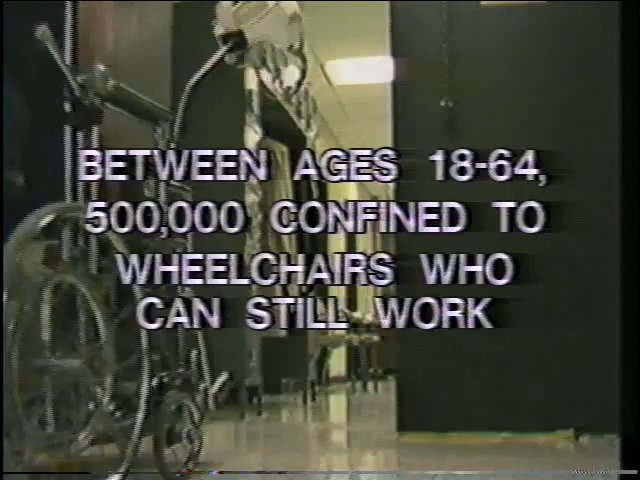 BETWEEN AGES 18-64,
500,000 CONFINED TO
WHEELCHAIRS WHO
CAN STILL WORK